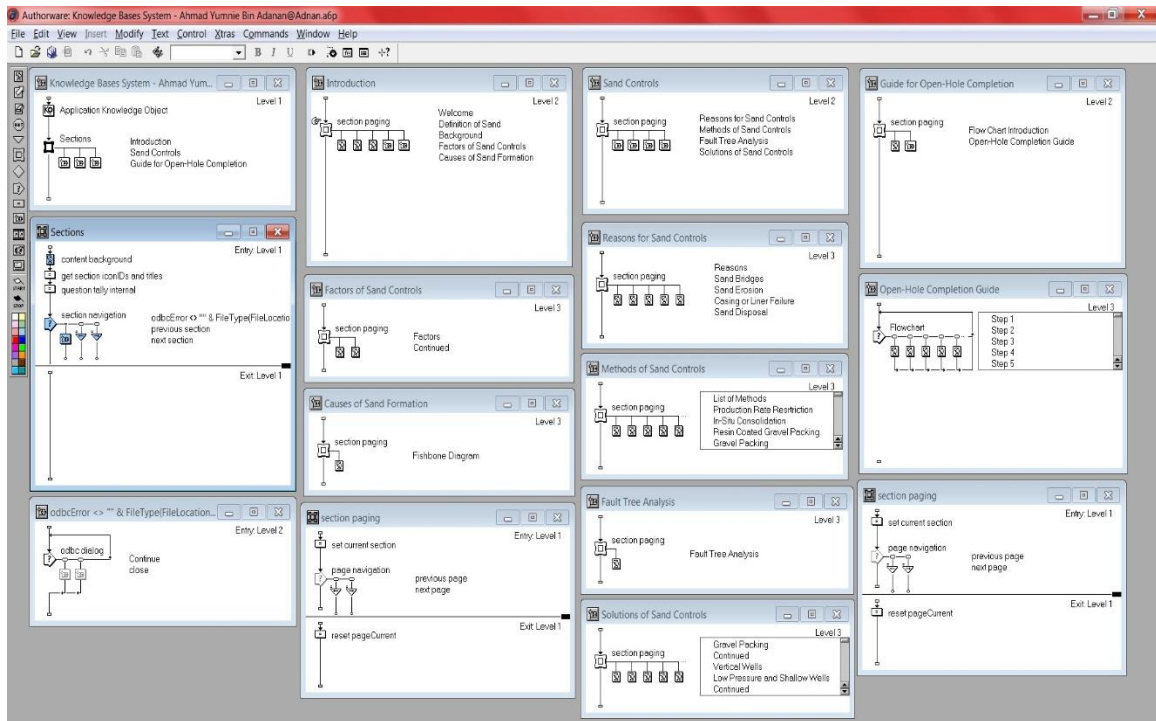 Authorware: Knowledge Bases System - Ahmad Yumnie Bin Adanan@Adnan.a6p
File Edit View Insert Modify Text Control Xtras Commands Window Help
B I U
Knowledge Bases System - Ahmad Yum...
Level 1
Application Knowledge Object
Sections
Introduction
Sand Controls
Guide for Open-Hole Completion
Sections
Entry: Level 1
content background
get section iconIDs and titles
question tally internal
section navigation
odbcError <> "" & FileType(FileLocatio
previous section
next section
Exit: Level 1
odbcError <> "" & FileType(FileLocation...
Entry: Level 2
odbc dialog
Continue
close
Introduction
Level 2
section paging
Welcome
Definition of Sand
Background
Factors of Sand Controls
Causes of Sand Formation
Factors of Sand Controls
Level 3
section paging
Factors
Continued
Causes of Sand Formation
Level 3
section paging
Fishbone Diagram
section paging
Entry: Level 1
set current section
page navigation
previous page
next page
Exit: Level 1
reset pageCurrent
Sand Controls
Level 2
section paging
Reasons for Sand Controls
Methods of Sand Controls
Fault Tree Analysis
Solutions of Sand Controls
Reasons for Sand Controls
Level 3
section paging
Reasons
Sand Bridges
Sand Erosion
Casing or Liner Failure
Sand Disposal
Methods of Sand Controls
Level 3
section paging
List of Methods
Production Rate Resrtriction
In-Situ Consolidation
Resin Coated Gravel Packing
Gravel Packing
Fault Tree Analysis
Level 3
section paging
Fault Tree Analysis
Solutions of Sand Controls
Level 3
section paging
Gravel Packing
Continued
Vertical Wells
Low Pressure and Shallow Wells
Continued
Guide for Open-Hole Completion
Level 2
section paging
Flow Chart Introduction
Open-Hole Completion Guide
Open-Hole Completion Guide
Level 3
Flowchart
Step 1
Step 2
Step 3
Step 4
Step 5
section paging
Entry: Level 1
set current section
page navigation
previous page
next page
Exit: Level 1
reset pageCurrent